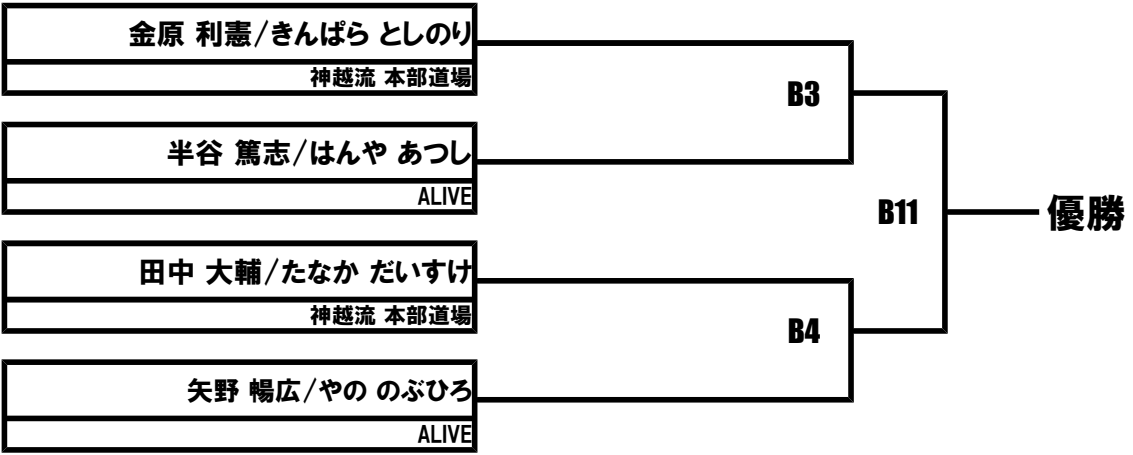 金原 利憲/きんぱら としのり
神越流 本部道場
B3
半谷 篤志/はんや あつし
ALIVE
B11
優勝
田中 大輔/たなか だいすけ
神越流 本部道場
B4
矢野 暢広/やの のぶひろ
ALIVE